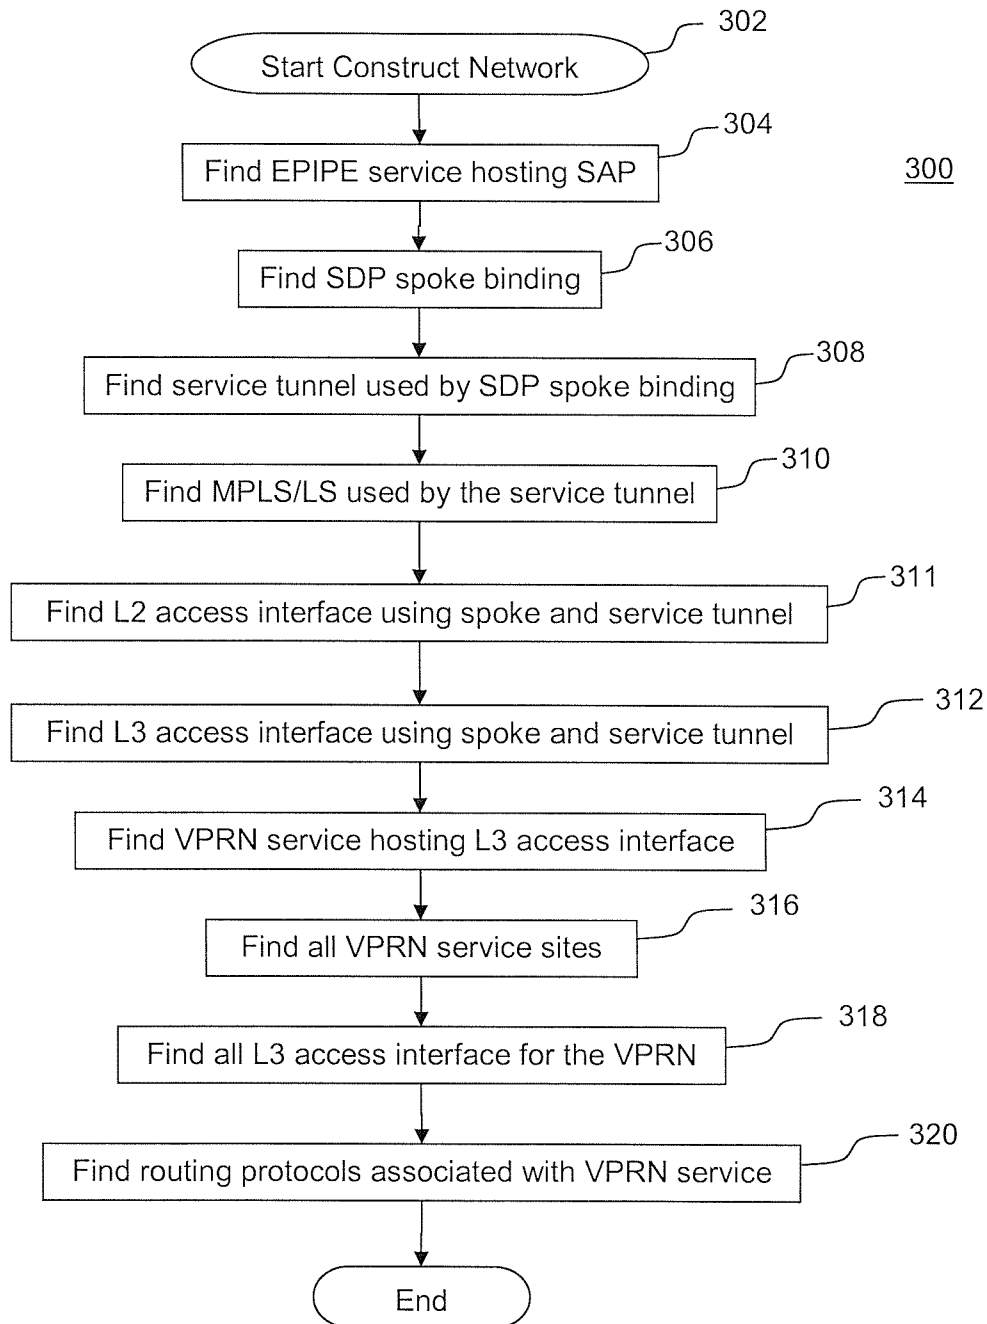 302
Start Construct Network
304
Find EPIPE service hosting SAP
300
306
Find SDP spoke binding
308
Find service tunnel used by SDP spoke binding
310
Find MPLS/LS used by the service tunnel
311
Find L2 access interface using spoke and service tunnel
312
Find L3 access interface using spoke and service tunnel
314
Find VPRN service hosting L3 access interface
316
Find all VPRN service sites
318
Find all L3 access interface for the VPRN
320
Find routing protocols associated with VPRN service
End